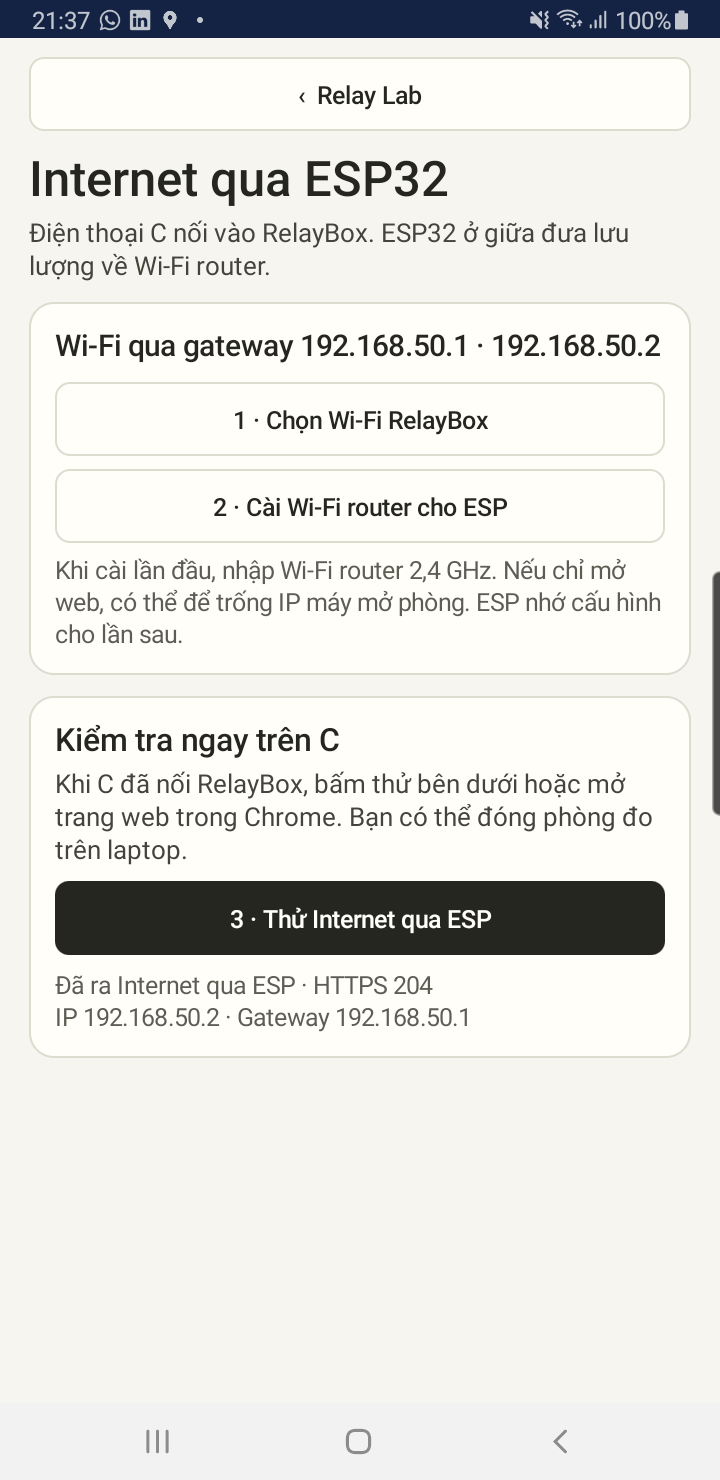 21:37
100%
‹ Relay Lab
Internet qua ESP32
Điện thoại C nối vào RelayBox. ESP32 ở giữa đưa lưu
lượng về Wi-Fi router.
Wi-Fi qua gateway 192.168.50.1 · 192.168.50.2
1 · Chọn Wi-Fi RelayBox
2 · Cài Wi-Fi router cho ESP
Khi cài lần đầu, nhập Wi-Fi router 2,4 GHz. Nếu chỉ mở
web, có thể để trống IP máy mở phòng. ESP nhớ cấu hình
cho lần sau.
Kiểm tra ngay trên C
Khi C đã nối RelayBox, bấm thử bên dưới hoặc mở
trang web trong Chrome. Bạn có thể đóng phòng đo
trên laptop.
3 · Thử Internet qua ESP
Đã ra Internet qua ESP · HTTPS 204
IP 192.168.50.2 · Gateway 192.168.50.1